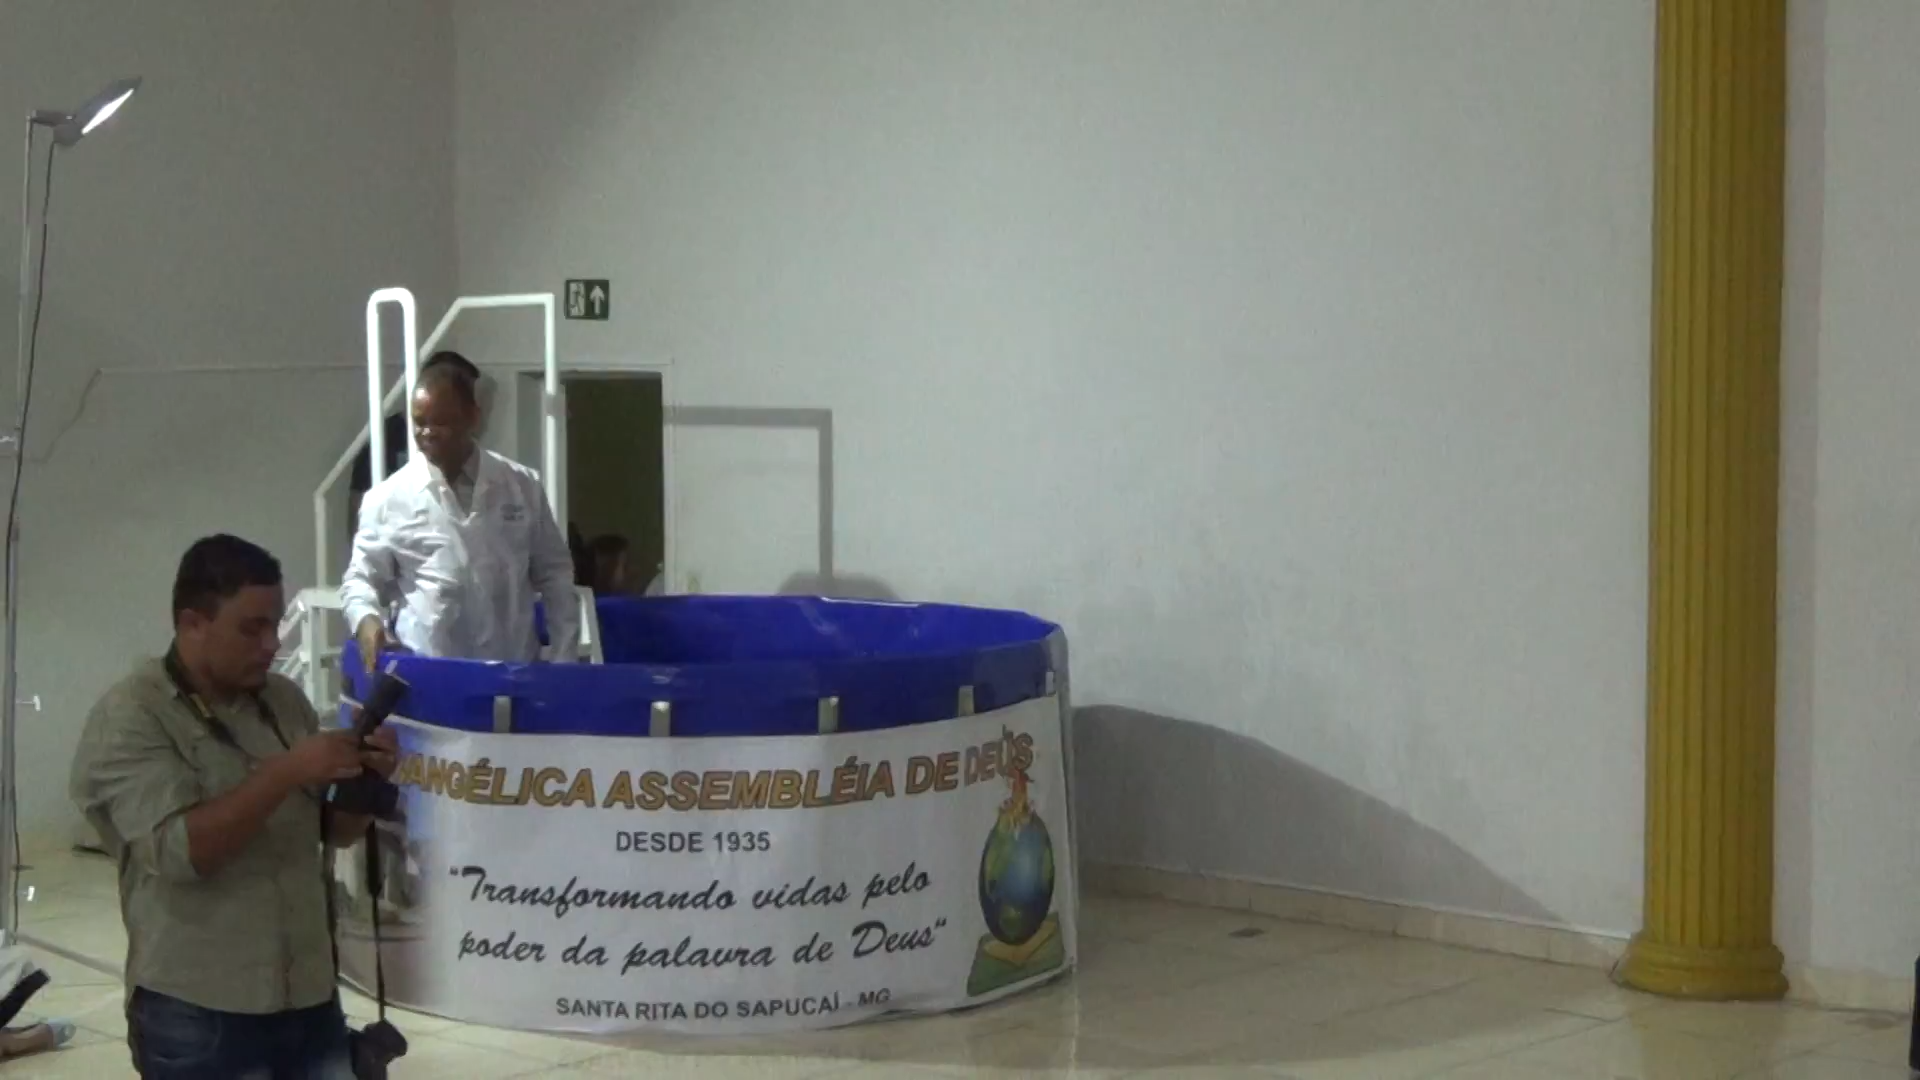 ANGÉLICA ASSEMBLÉIA DE DEUS
DESDE 1935
"Transformando vidas pelo
poder da palavra de Deus"
SANTA RITA DO SAPUCAÍ - MG